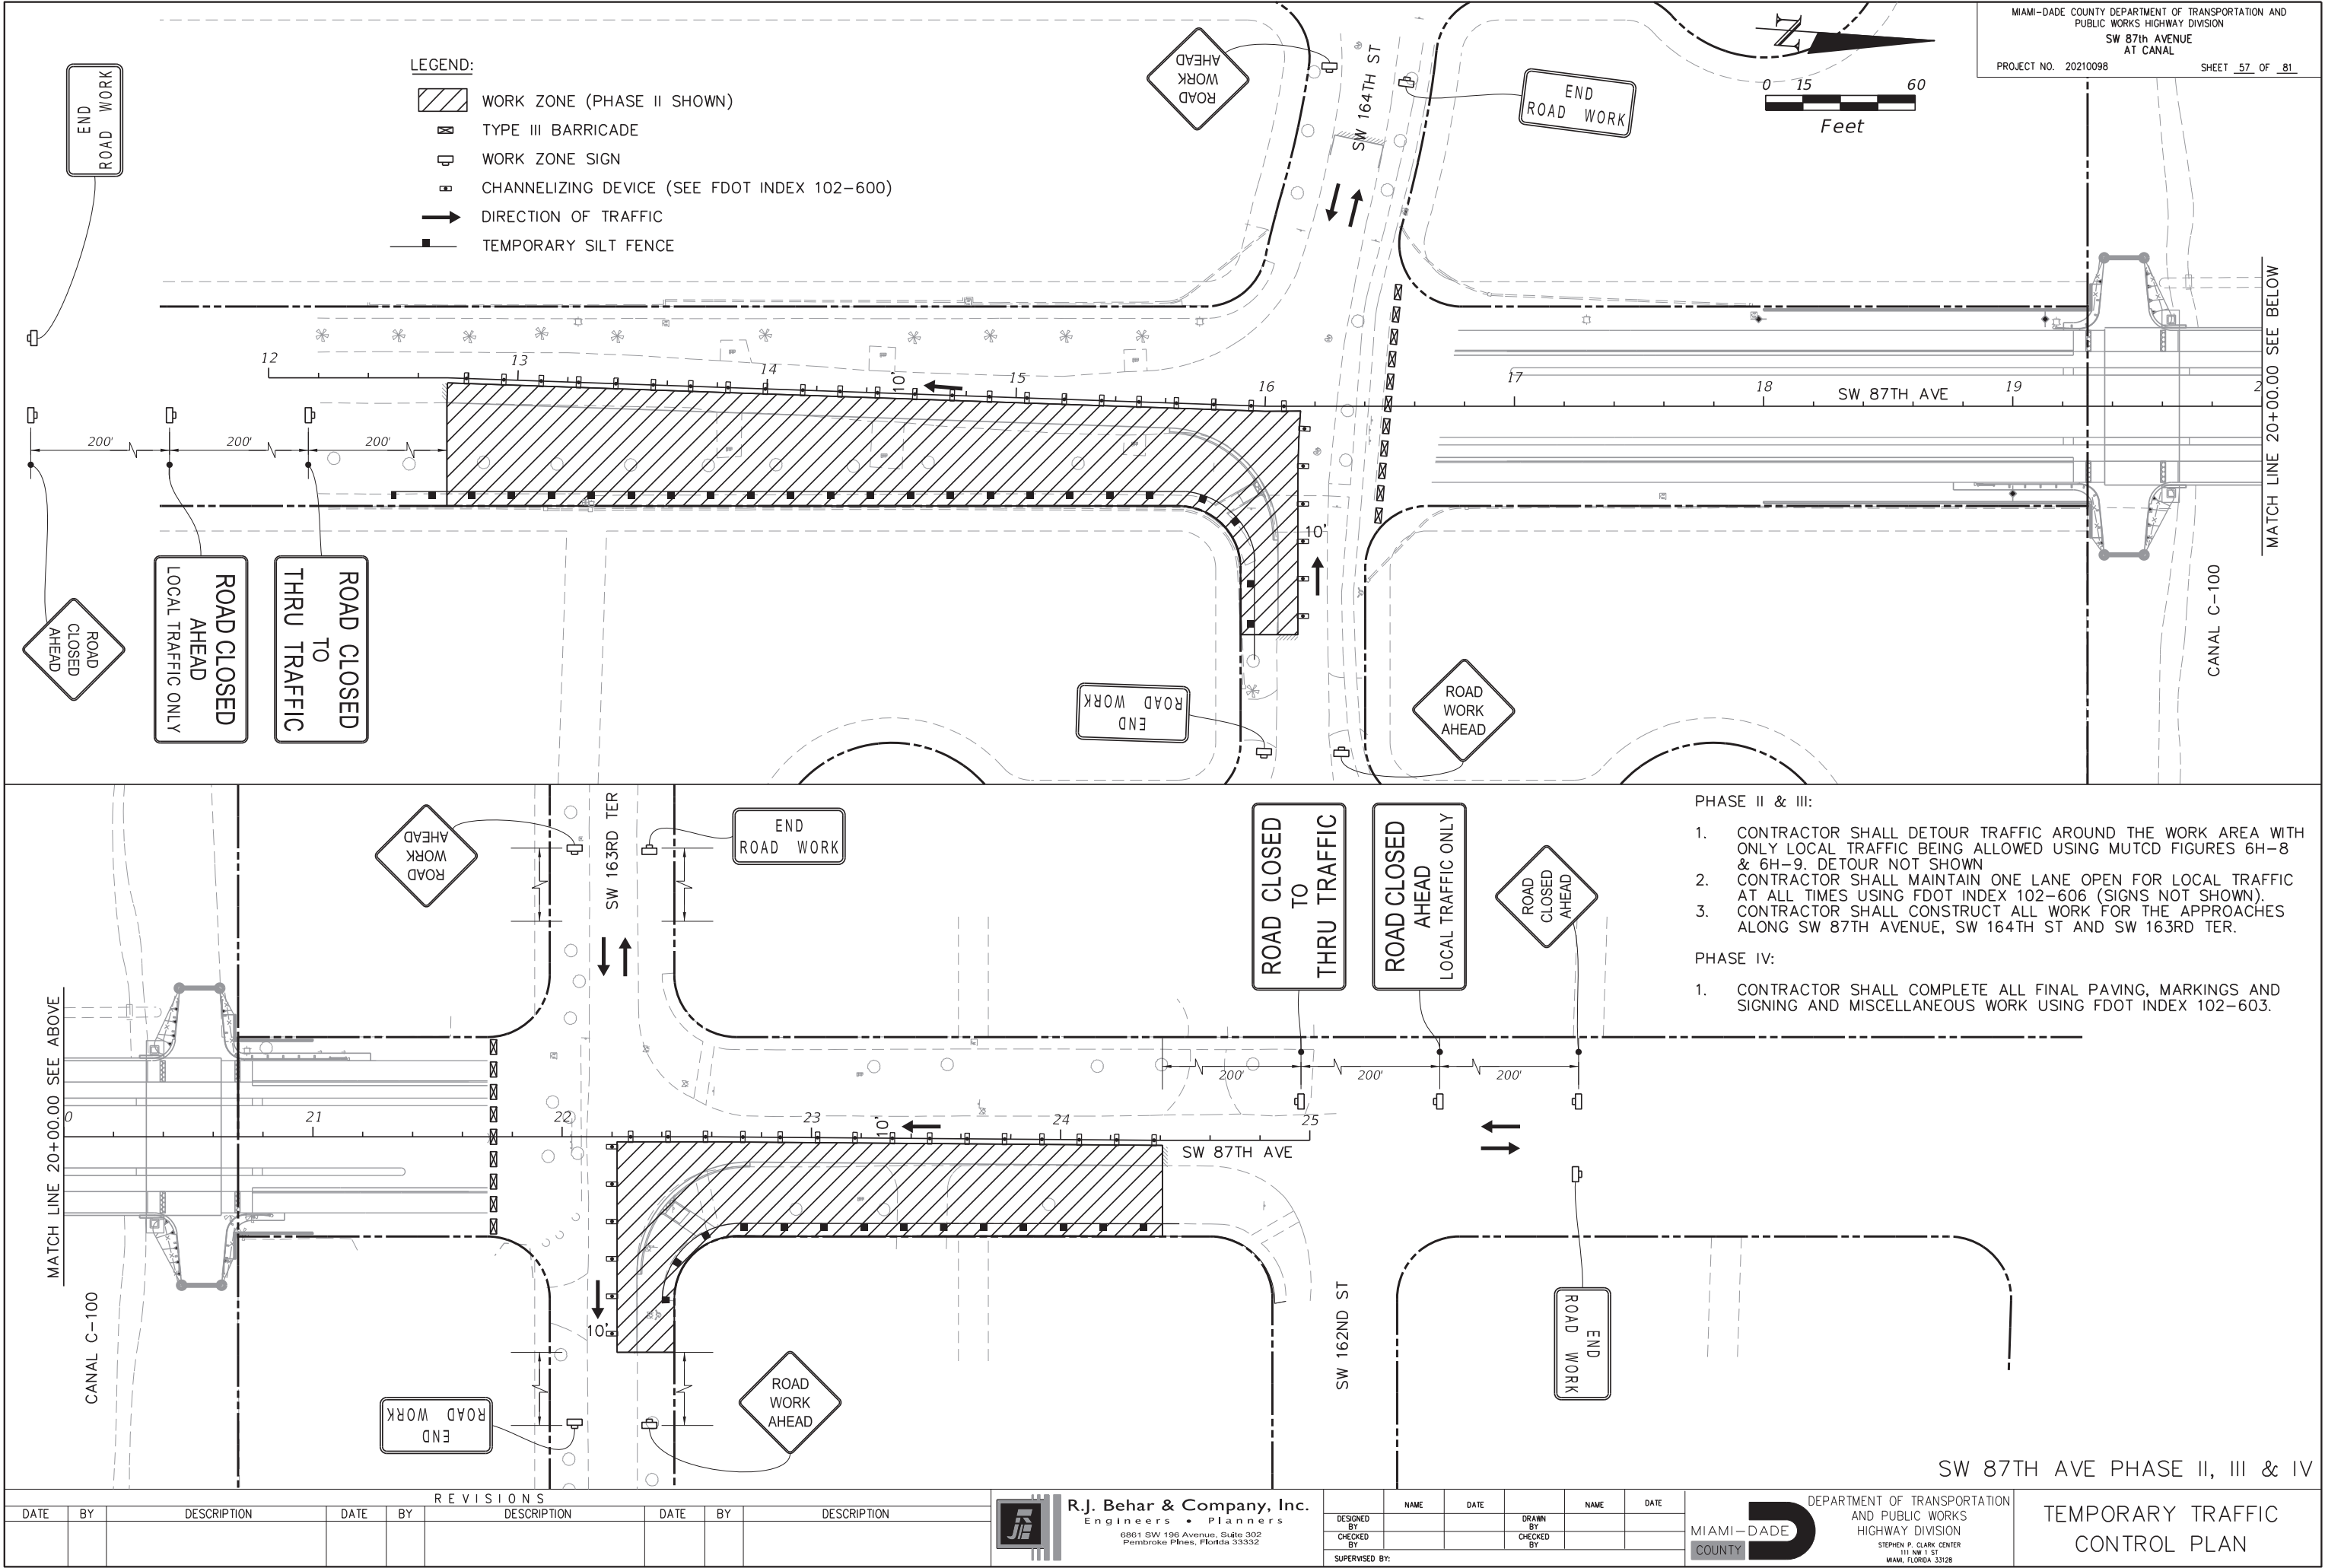 MIAMI-DADE COUNTY DEPARTMENT OF TRANSPORTATION AND
PUBLIC WORKS HIGHWAY DIVISION
SW 87th AVENUE
AT CANAL
PROJECT NO. 20210098 SHEET 57 OF 81
N
0 15 60
Feet
LEGEND:
WORK ZONE (PHASE II SHOWN)
TYPE III BARRICADE
WORK ZONE SIGN
CHANNELIZING DEVICE (SEE FDOT INDEX 102-600)
DIRECTION OF TRAFFIC
TEMPORARY SILT FENCE
END
ROAD WORK
ROAD
WORK
AHEAD
SW 164TH ST
END
ROAD WORK
12 13 14 15 16 17 18 19 2
10'
SW 87TH AVE
MATCH LINE 20+00.00 SEE BELOW
200' 200' 200'
10'
ROAD
CLOSED
AHEAD
ROAD CLOSED
AHEAD
LOCAL TRAFFIC ONLY
ROAD CLOSED
TO
THRU TRAFFIC
END
ROAD WORK
ROAD
WORK
AHEAD
CANAL C-100
ROAD
WORK
AHEAD
SW 163RD TER
END
ROAD WORK
ROAD CLOSED
TO
THRU TRAFFIC
ROAD CLOSED
AHEAD
LOCAL TRAFFIC ONLY
ROAD
CLOSED
AHEAD
PHASE II & III:
1. CONTRACTOR SHALL DETOUR TRAFFIC AROUND THE WORK AREA WITH
ONLY LOCAL TRAFFIC BEING ALLOWED USING MUTCD FIGURES 6H-8
& 6H-9. DETOUR NOT SHOWN
2. CONTRACTOR SHALL MAINTAIN ONE LANE OPEN FOR LOCAL TRAFFIC
AT ALL TIMES USING FDOT INDEX 102-606 (SIGNS NOT SHOWN).
3. CONTRACTOR SHALL CONSTRUCT ALL WORK FOR THE APPROACHES
ALONG SW 87TH AVENUE, SW 164TH ST AND SW 163RD TER.
PHASE IV:
1. CONTRACTOR SHALL COMPLETE ALL FINAL PAVING, MARKINGS AND
SIGNING AND MISCELLANEOUS WORK USING FDOT INDEX 102-603.
MATCH LINE 20+00.00 SEE ABOVE
200' 200' 200'
0 21 22 23 24 25
10'
SW 87TH AVE
10'
CANAL C-100
SW 162ND ST
END
ROAD WORK
END
ROAD WORK
ROAD
WORK
AHEAD
SW 87TH AVE PHASE II, III & IV
REVISIONS
DATE BY DESCRIPTION DATE BY DESCRIPTION DATE BY DESCRIPTION
R.J. Behar & Company, Inc.
Engineers • Planners
6861 SW 196 Avenue, Suite 302
Pembroke Pines, Florida 33332
NAME DATE NAME DATE
DESIGNED BY DRAWN BY
CHECKED BY CHECKED BY
SUPERVISED BY:
MIAMI-DADE
COUNTY
DEPARTMENT OF TRANSPORTATION
AND PUBLIC WORKS
HIGHWAY DIVISION
STEPHEN P. CLARK CENTER
111 NW 1 ST
MIAMI, FLORIDA 33128
TEMPORARY TRAFFIC
CONTROL PLAN